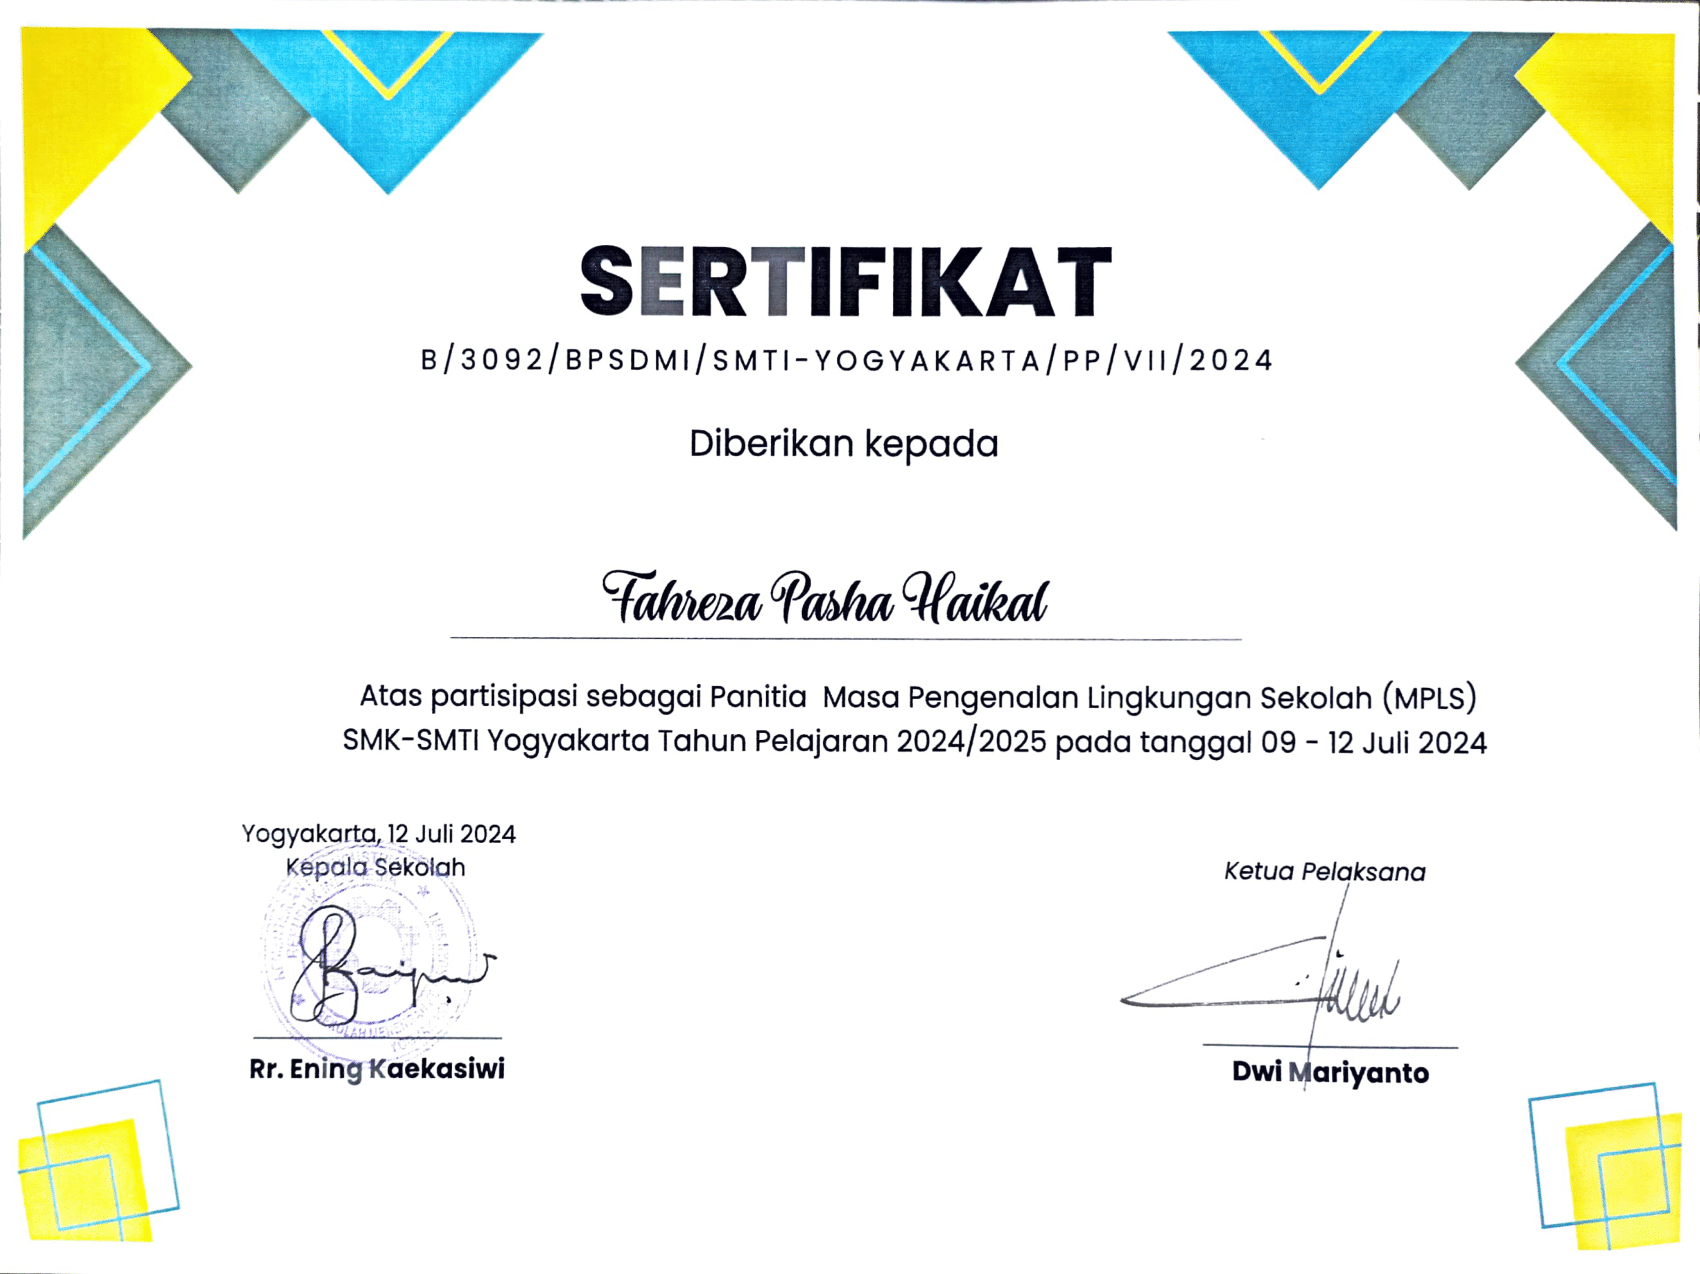 SERTIFIKAT
B/3092/BPSDMI/SMTI-YOGYAKARTA/PP/VII/2024
Diberikan kepada
Fahreza Pasha Haikal
Atas partisipasi sebagai Panitia Masa Pengenalan Lingkungan Sekolah (MPLS)
SMK-SMTI Yogyakarta Tahun Pelajaran 2024/2025 pada tanggal 09 - 12 Juli 2024
Yogyakarta, 12 Juli 2024
Kepala Sekolah
Rr. Ening Kaekasiwi
Ketua Pelaksana
Dwi Mariyanto